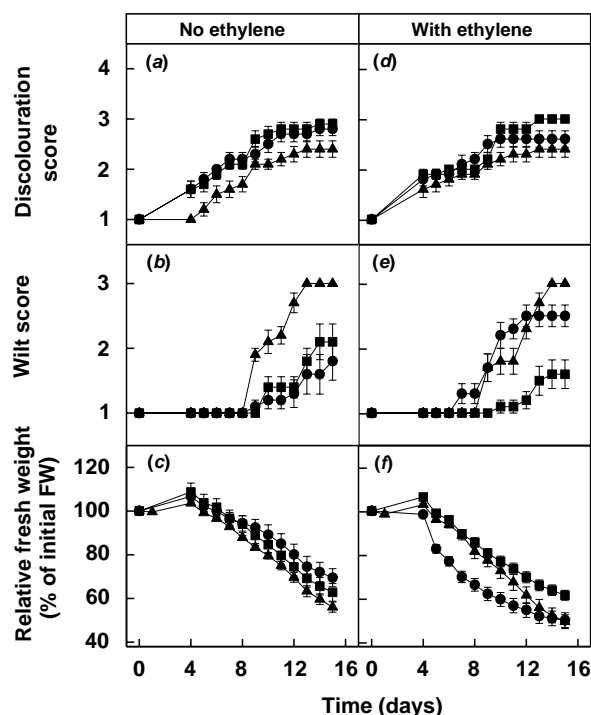 No ethylene
With ethylene
(a)
(d)
Discolouration
score
4
3
2
1
(b)
(e)
Wilt score
3
2
1
(c)
(f)
Relative fresh weight
(% of initial FW)
120
100
80
60
40
0 4 8 12 16 0 4 8 12 16
Time (days)